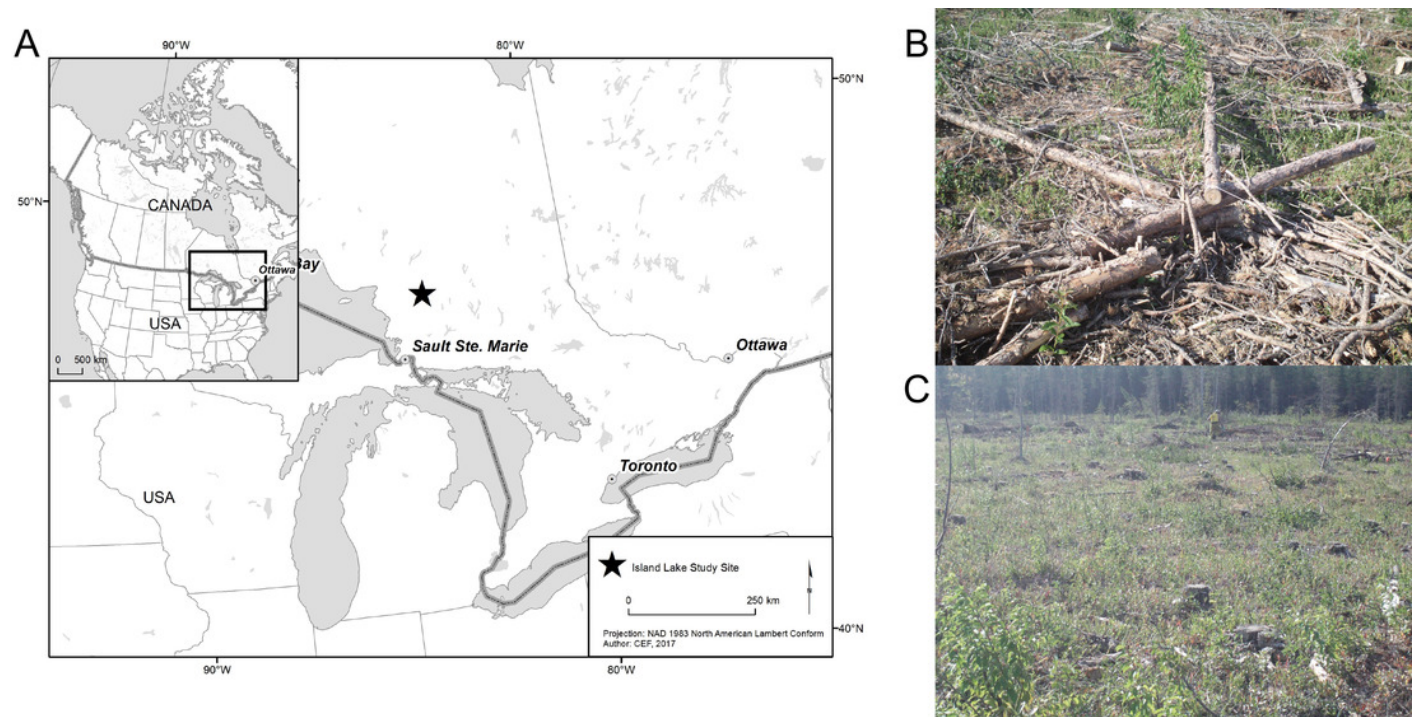 A
90°W
80°W
50°N
50°N
CANADA
Ottawa
Bay
USA
0 500 km
Sault Ste. Marie
Ottawa
Toronto
USA
Island Lake Study Site
N
0 250 km
Projection: NAD 1983 North American Lambert Conform
Author: CEF, 2017
40°N
90°W
80°W
B
C